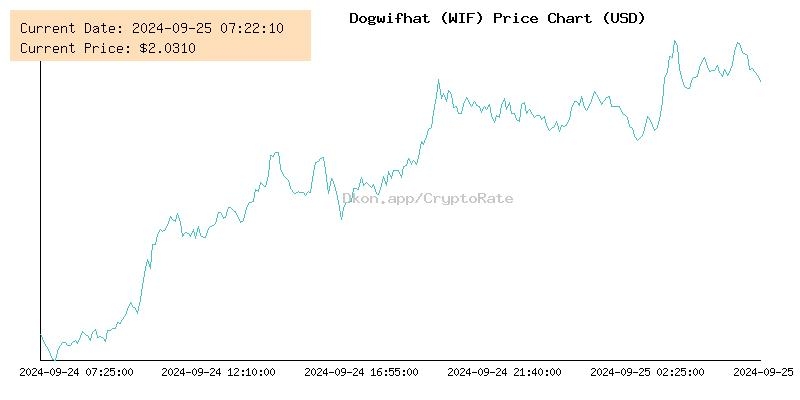 Dogwifhat (WIF) Price Chart (USD)
Current Date: 2024-09-25 07:22:10
Current Price: $2.0310
Dkon.app/CryptoRate
2024-09-24 07:25:00 2024-09-24 12:10:00 2024-09-24 16:55:00 2024-09-24 21:40:00 2024-09-25 02:25:00 2024-09-25